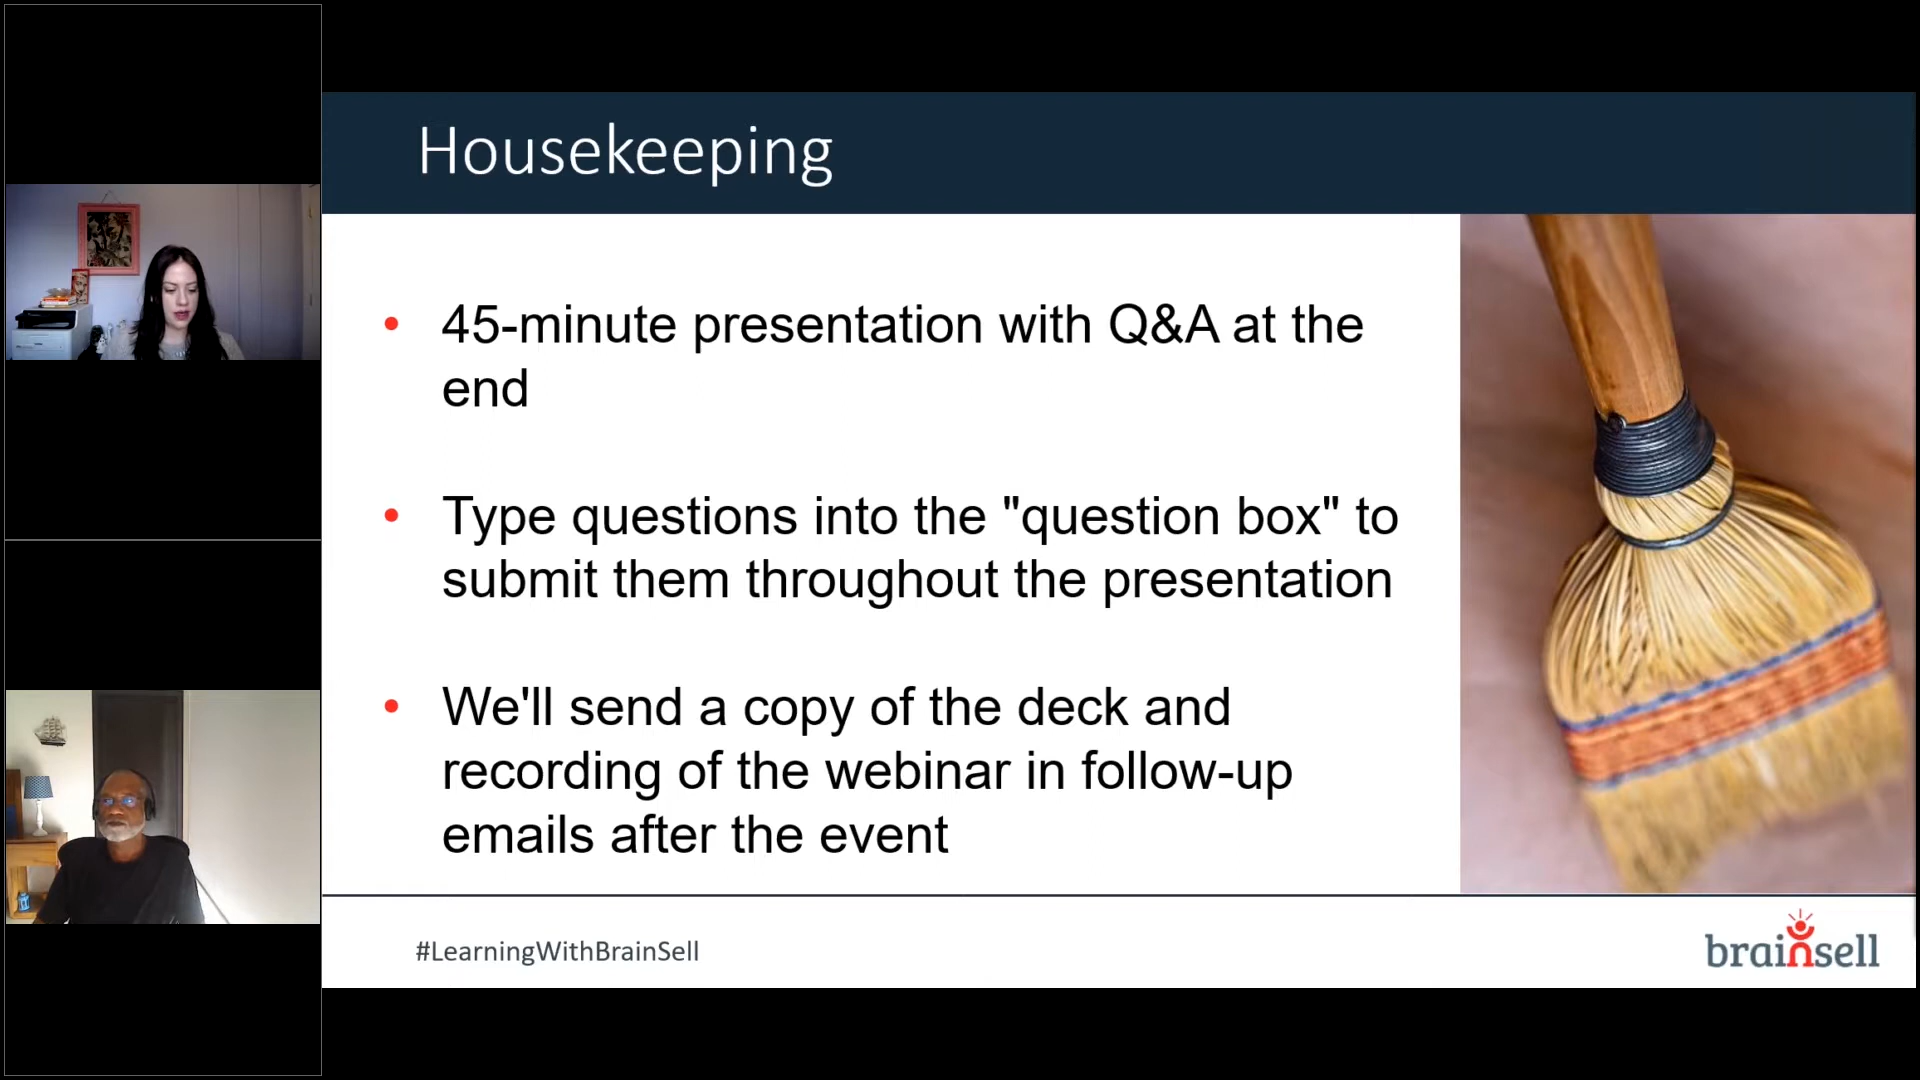 Housekeeping
• 45-minute presentation with Q&A at the
end
• Type questions into the "question box" to
submit them throughout the presentation
• We'll send a copy of the deck and
recording of the webinar in follow-up
emails after the event
#LearningWithBrainSell
brainsell